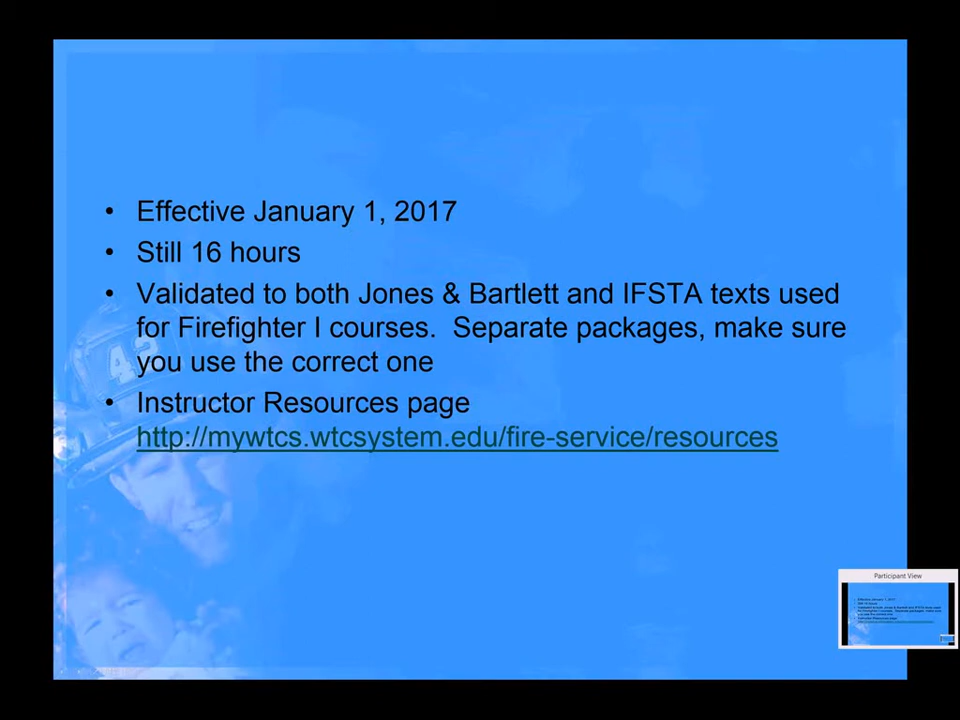 • Effective January 1, 2017
• Still 16 hours
• Validated to both Jones & Bartlett and IFSTA texts used
for Firefighter I courses.  Separate packages, make sure
you use the correct one
• Instructor Resources page
http://mywtcs.wtcsystem.edu/fire-service/resources
42
Participant View